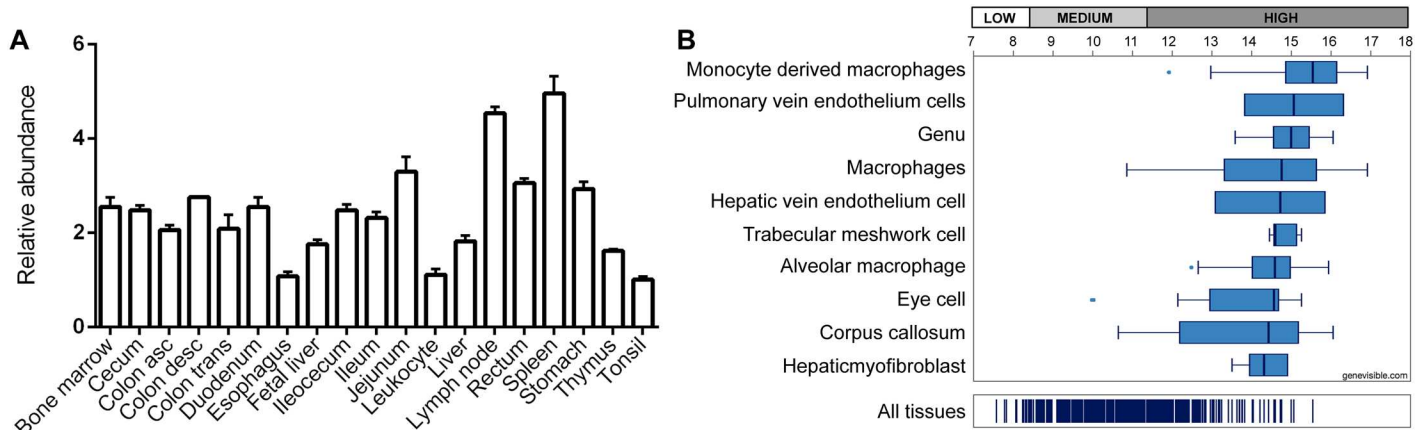 A
6
4
2
0
Relative abundance
Bone marrow
Cecum
Colon asc
Colon desc
Colon trans
Duodenum
Esophagus
Fetal liver
Ileocecum
Ileum
Jejunum
Leukocyte
Liver
Lymph node
Rectum
Spleen
Stomach
Thymus
Tonsil
B
LOW MEDIUM HIGH
7 8 9 10 11 12 13 14 15 16 17 18
Monocyte derived macrophages
Pulmonary vein endothelium cells
Genu
Macrophages
Hepatic vein endothelium cell
Trabecular meshwork cell
Alveolar macrophage
Eye cell
Corpus callosum
Hepaticmyofibroblast
genevisible.com
All tissues